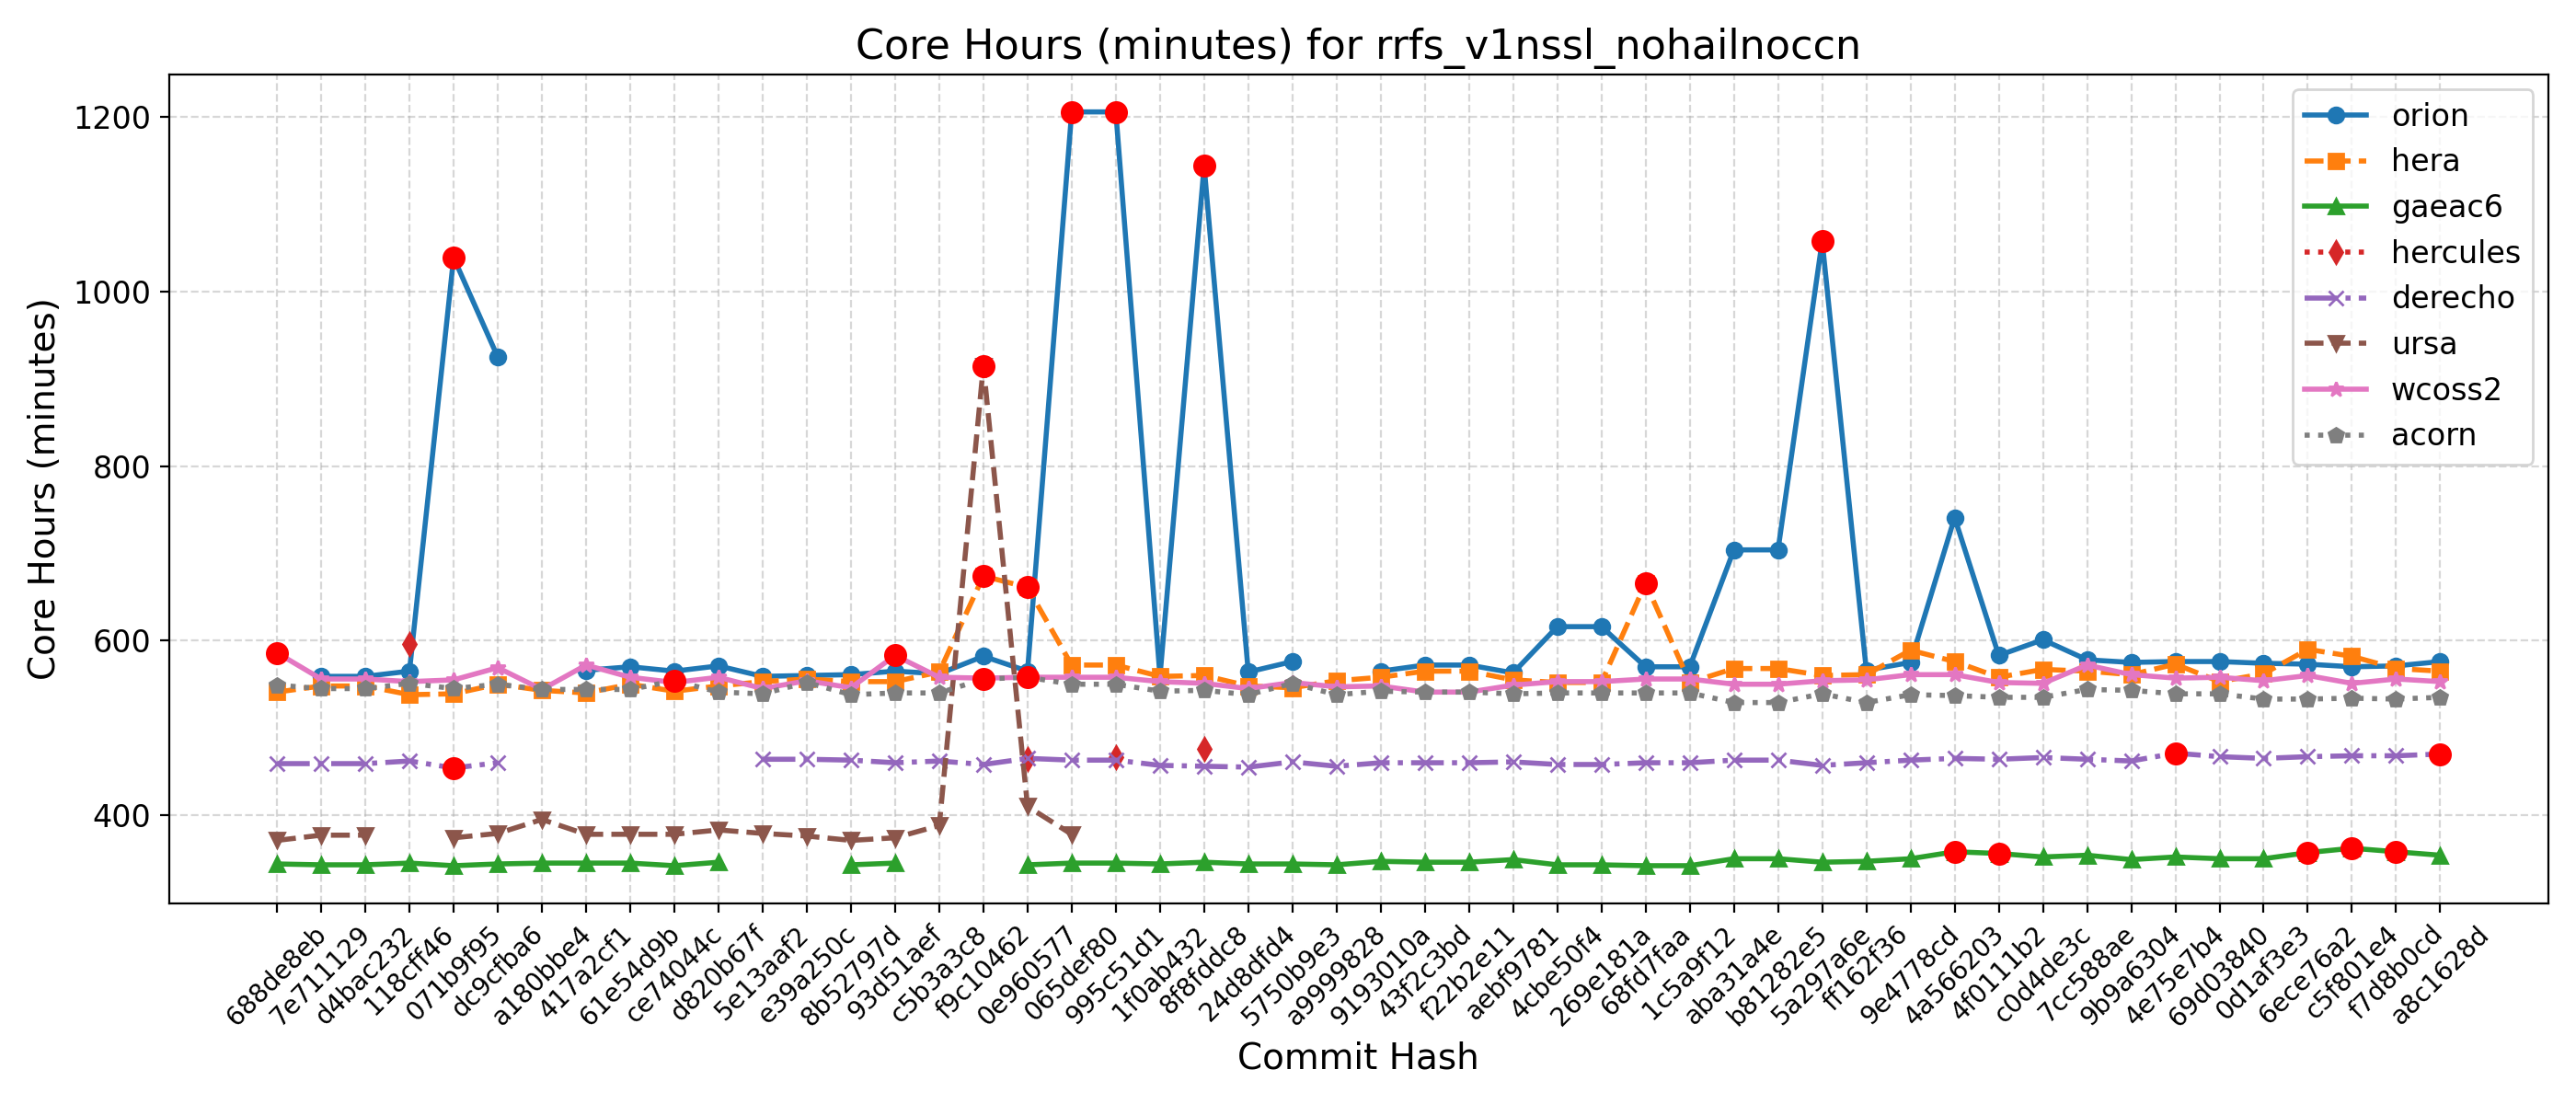 Core Hours (minutes) for rrfs_v1nssl_nohailnoccn
Core Hours (minutes)
1200
1000
800
600
400
orion
hera
gaeac6
hercules
derecho
ursa
wcoss2
acorn
688de8eb
7e711129
d4bac232
118cff46
071b9f95
dc9cfba6
a180bbe4
417a2cf1
61e54d9b
ce74044c
d820b67f
5e13aaf2
e39a250c
8b52797d
93d51aef
c5b3a3c8
f9c10462
0e960577
065def80
995c51d1
1f0ab432
8f8fddc8
24d8dfd4
5750b9e3
a9999828
9193010a
43f2c3bd
f22b2e11
aebf9781
4cbe50f4
269e181a
68fd7faa
1c5a9f12
aba31a4e
b81282e5
5a297a6e
ff162f36
9e4778cd
4a566203
4f0111b2
c0d4de3c
7cc588ae
9b9a6304
4e75e7b4
69d03840
0d1af3e3
6ece76a2
c5f801e4
f7d8b0cd
a8c1628d
Commit Hash